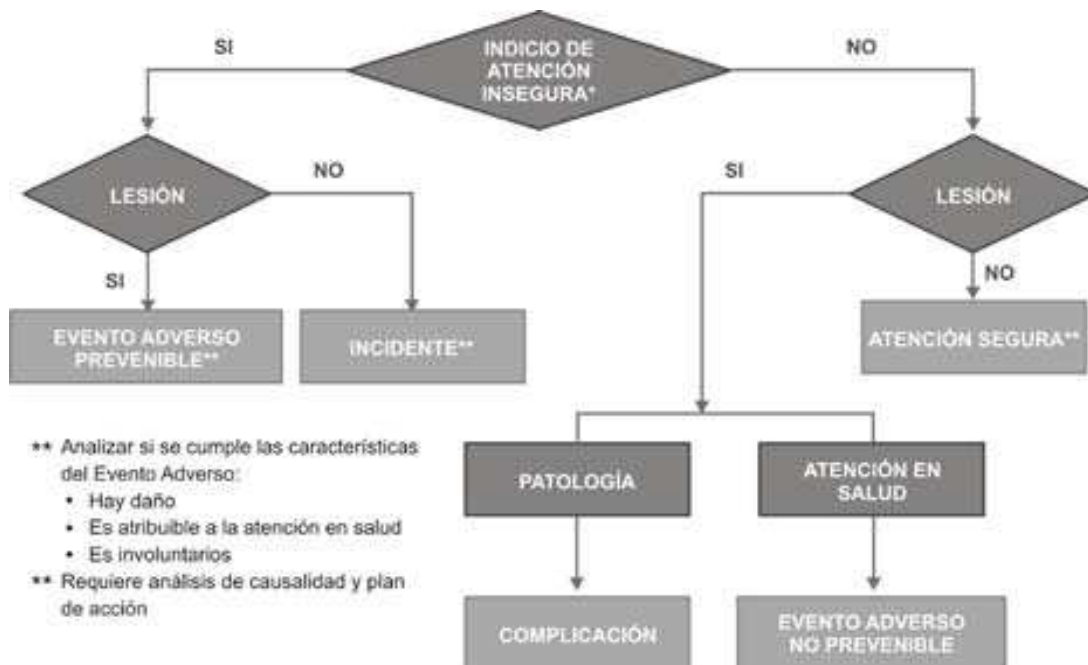 SI
INDICIO DE
ATENCIÓN
INSEGURA*
NO
LESIÓN
NO
SI
LESIÓN
SI
NO
EVENTO ADVERSO
PREVENIBLE**
INCIDENTE**
ATENCIÓN SEGURA**
** Analizar si se cumple las características
del Evento Adverso:
• Hay daño
• Es atribuible a la atención en salud
• Es involuntarios
** Requiere análisis de causalidad y plan
de acción
PATOLOGÍA
ATENCIÓN EN
SALUD
COMPLICACIÓN
EVENTO ADVERSO
NO PREVENIBLE